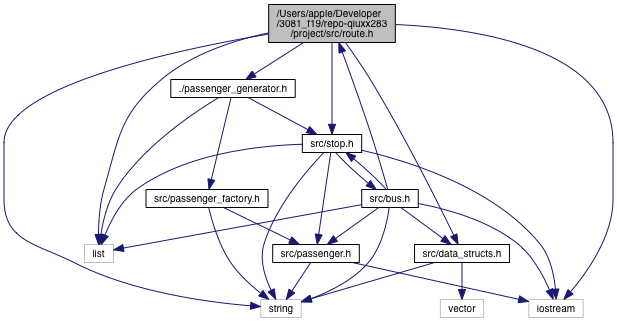 /Users/apple/Developer
/3081_f19/repo-qiuxx283
/project/src/route.h
./passenger_generator.h
src/stop.h
src/passenger_factory.h
src/bus.h
list
src/passenger.h
src/data_structs.h
string
vector
iostream